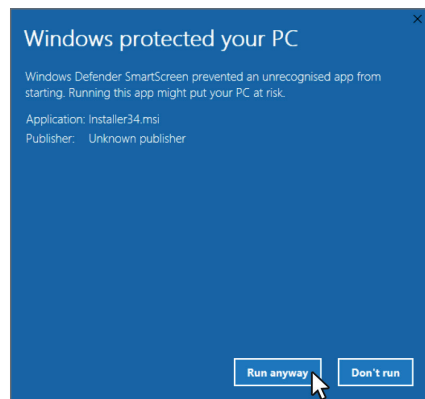 Windows protected your PC
Windows Defender SmartScreen prevented an unrecognised app from
starting. Running this app might put your PC at risk.
Application: Installer34.msi
Publisher: Unknown publisher
Run anyway Don't run